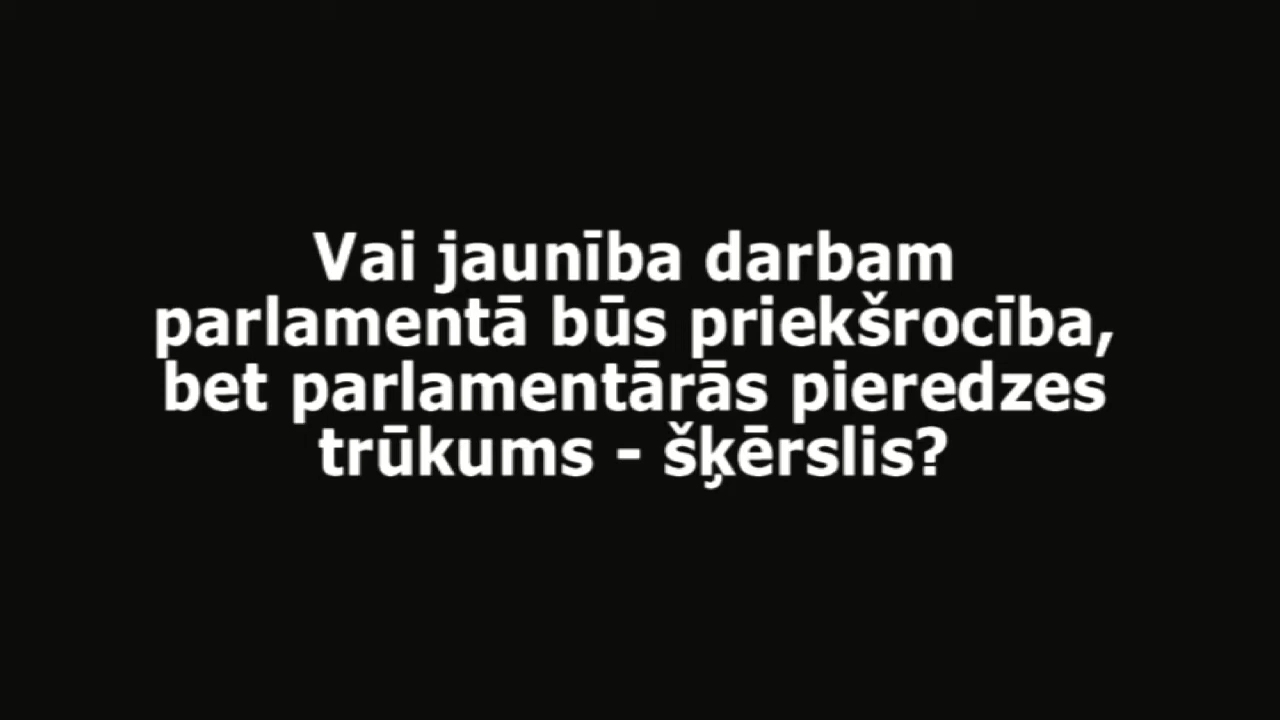 Vai jaunība darbam
parlamentā būs priekšrocība,
bet parlamentārās pieredzes
trūkums - šķērslis?